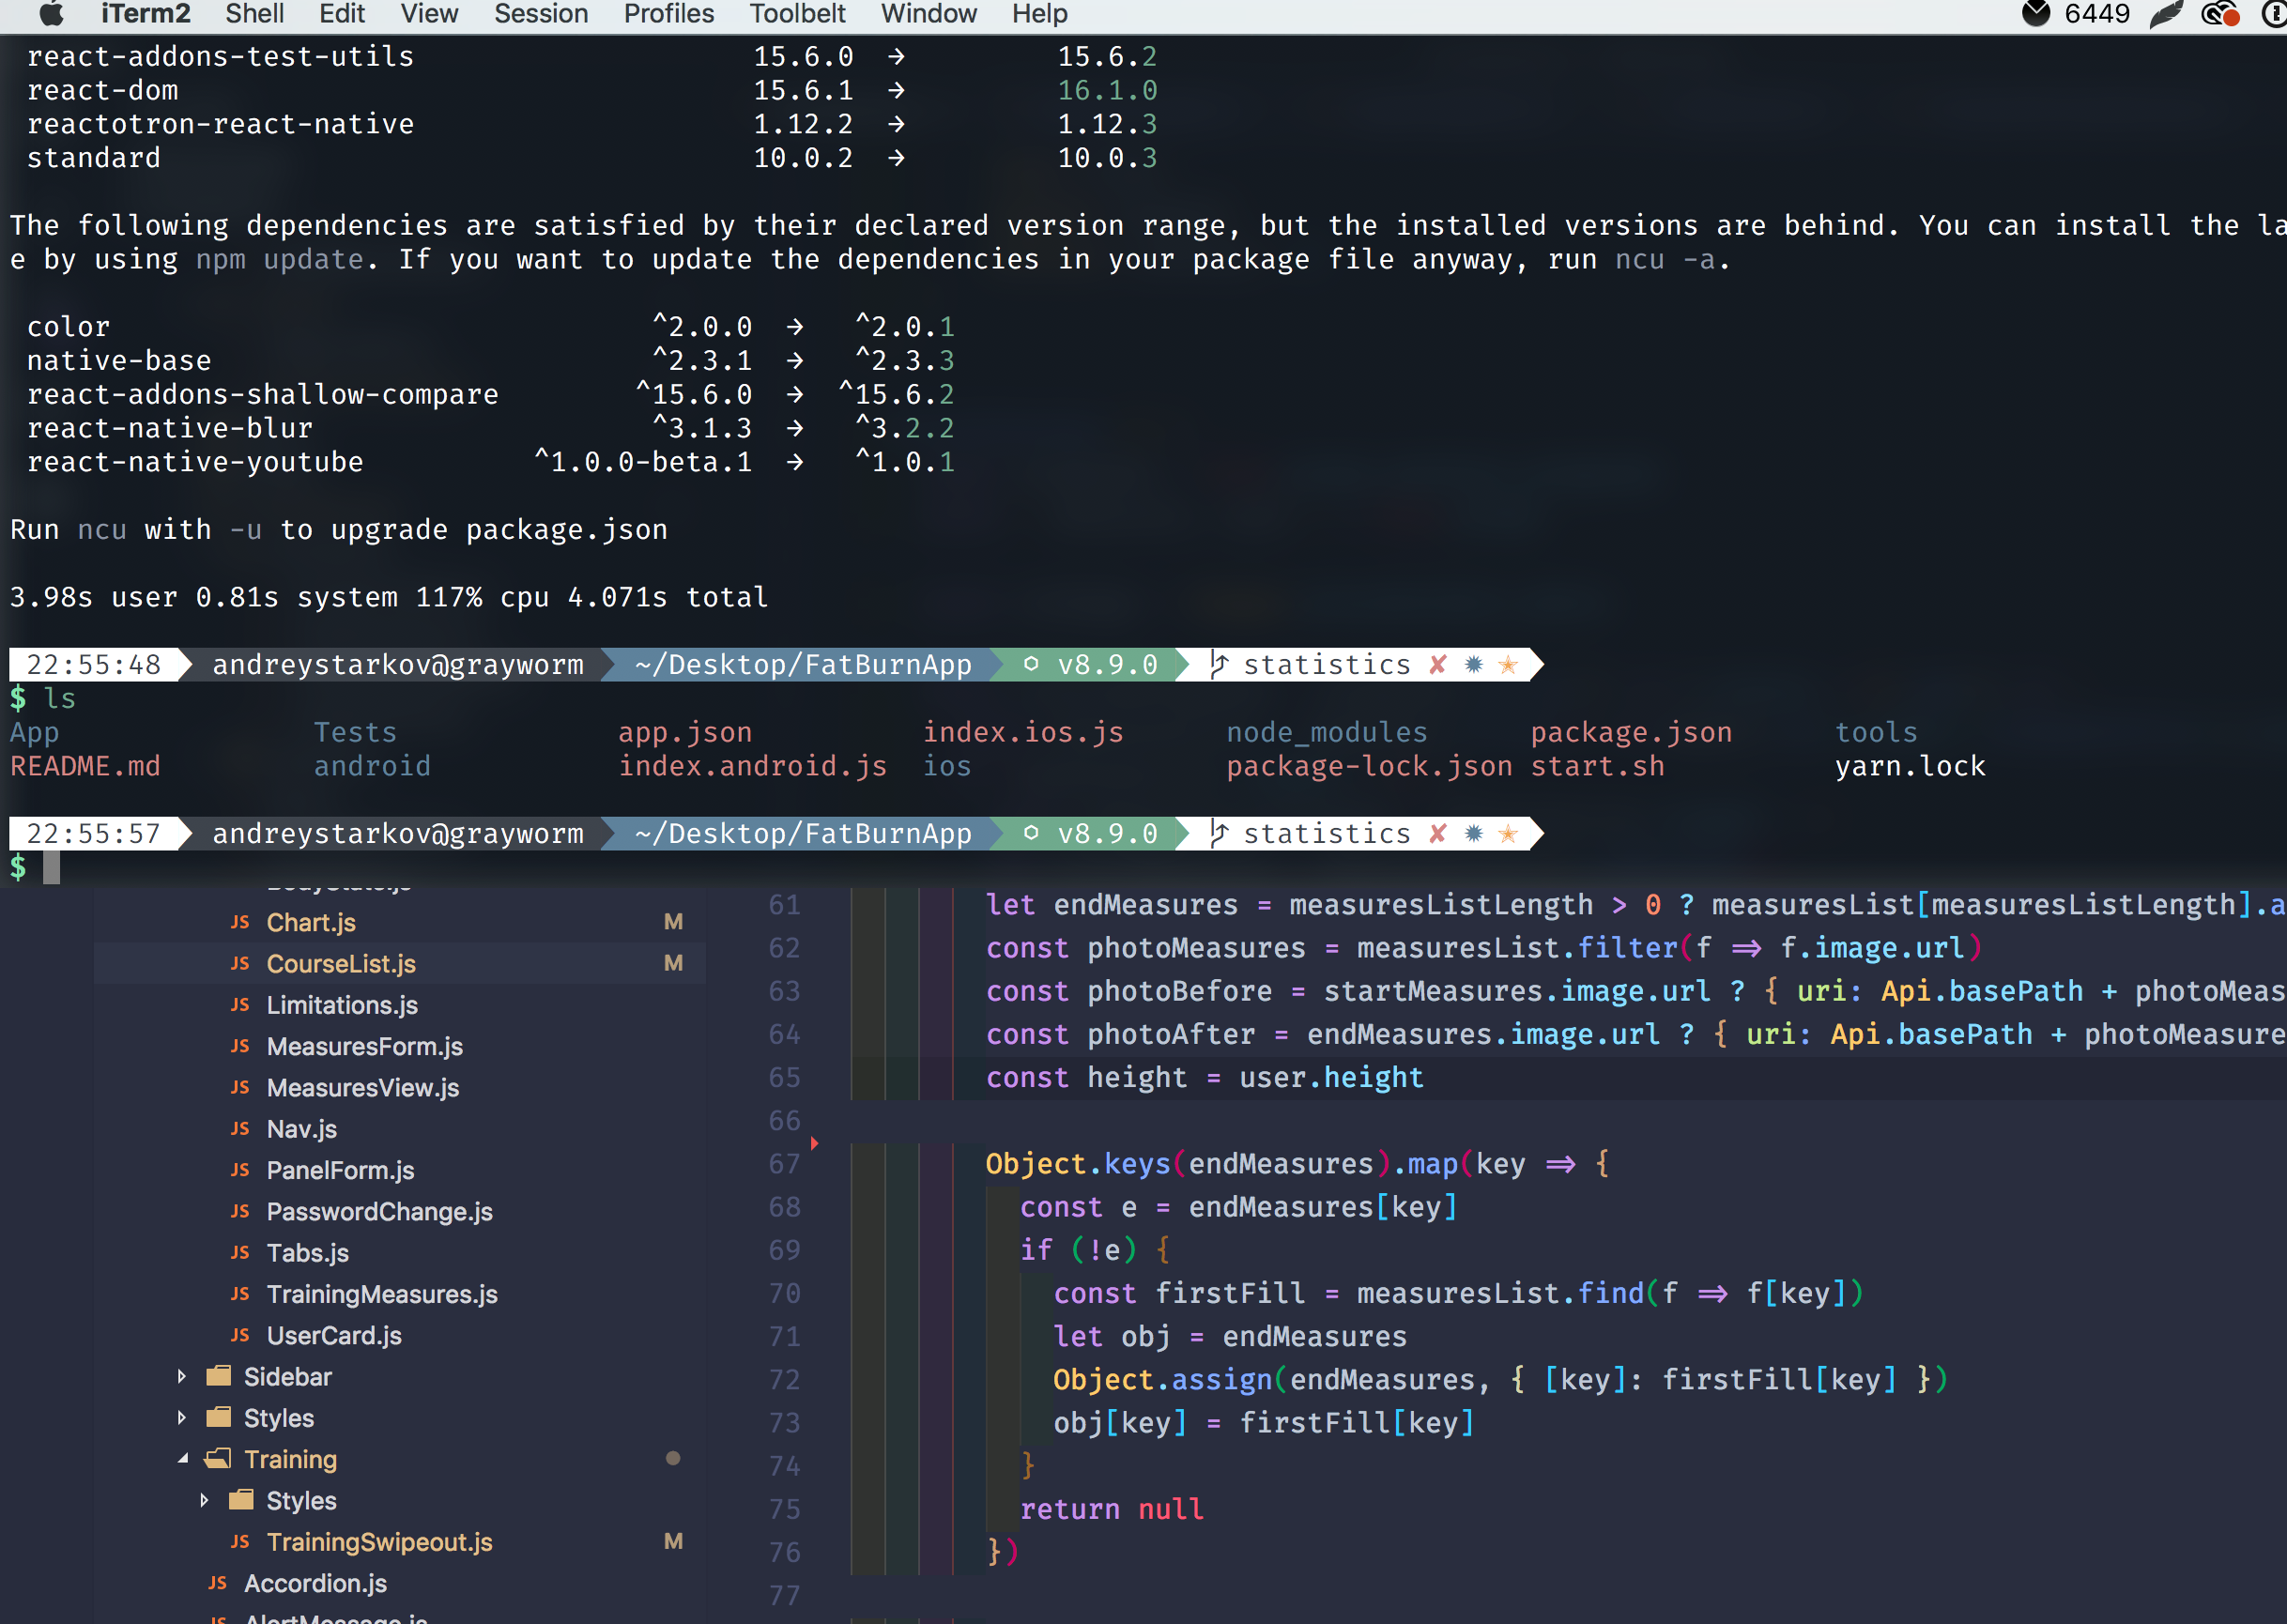 iTerm2 Shell Edit View Session Profiles Toolbelt Window Help 6449
react-addons-test-utils 15.6.0 → 15.6.2
react-dom 15.6.1 → 16.1.0
reactotron-react-native 1.12.2 → 1.12.3
standard 10.0.2 → 10.0.3
The following dependencies are satisfied by their declared version range, but the installed versions are behind. You can install the la
e by using npm update. If you want to update the dependencies in your package file anyway, run ncu -a.
color ^2.0.0 → ^2.0.1
native-base ^2.3.1 → ^2.3.3
react-addons-shallow-compare ^15.6.0 → ^15.6.2
react-native-blur ^3.1.3 → ^3.2.2
react-native-youtube ^1.0.0-beta.1 → ^1.0.1
Run ncu with -u to upgrade package.json
3.98s user 0.81s system 117% cpu 4.071s total
22:55:48 andreystarkov@grayworm ~/Desktop/FatBurnApp ⬡ v8.9.0 statistics ✘ ✹ ✭
$ ls
App Tests app.json index.ios.js node_modules package.json tools
README.md android index.android.js ios package-lock.json start.sh yarn.lock
22:55:57 andreystarkov@grayworm ~/Desktop/FatBurnApp ⬡ v8.9.0 statistics ✘ ✹ ✭
$
JS Chart.js M
JS CourseList.js M
JS Limitations.js
JS MeasuresForm.js
JS MeasuresView.js
JS Nav.js
JS PanelForm.js
JS PasswordChange.js
JS Tabs.js
JS TrainingMeasures.js
JS UserCard.js
Sidebar
Styles
Training
Styles
JS TrainingSwipeout.js M
JS Accordion.js
JS AlertMessage.js
61 let endMeasures = measuresListLength > 0 ? measuresList[measuresListLength].a
62 const photoMeasures = measuresList.filter(f => f.image.url)
63 const photoBefore = startMeasures.image.url ? { uri: Api.basePath + photoMeas
64 const photoAfter = endMeasures.image.url ? { uri: Api.basePath + photoMeasure
65 const height = user.height
66
67 Object.keys(endMeasures).map(key => {
68 const e = endMeasures[key]
69 if (!e) {
70 const firstFill = measuresList.find(f => f[key])
71 let obj = endMeasures
72 Object.assign(endMeasures, { [key]: firstFill[key] })
73 obj[key] = firstFill[key]
74 }
75 return null
76 })
77